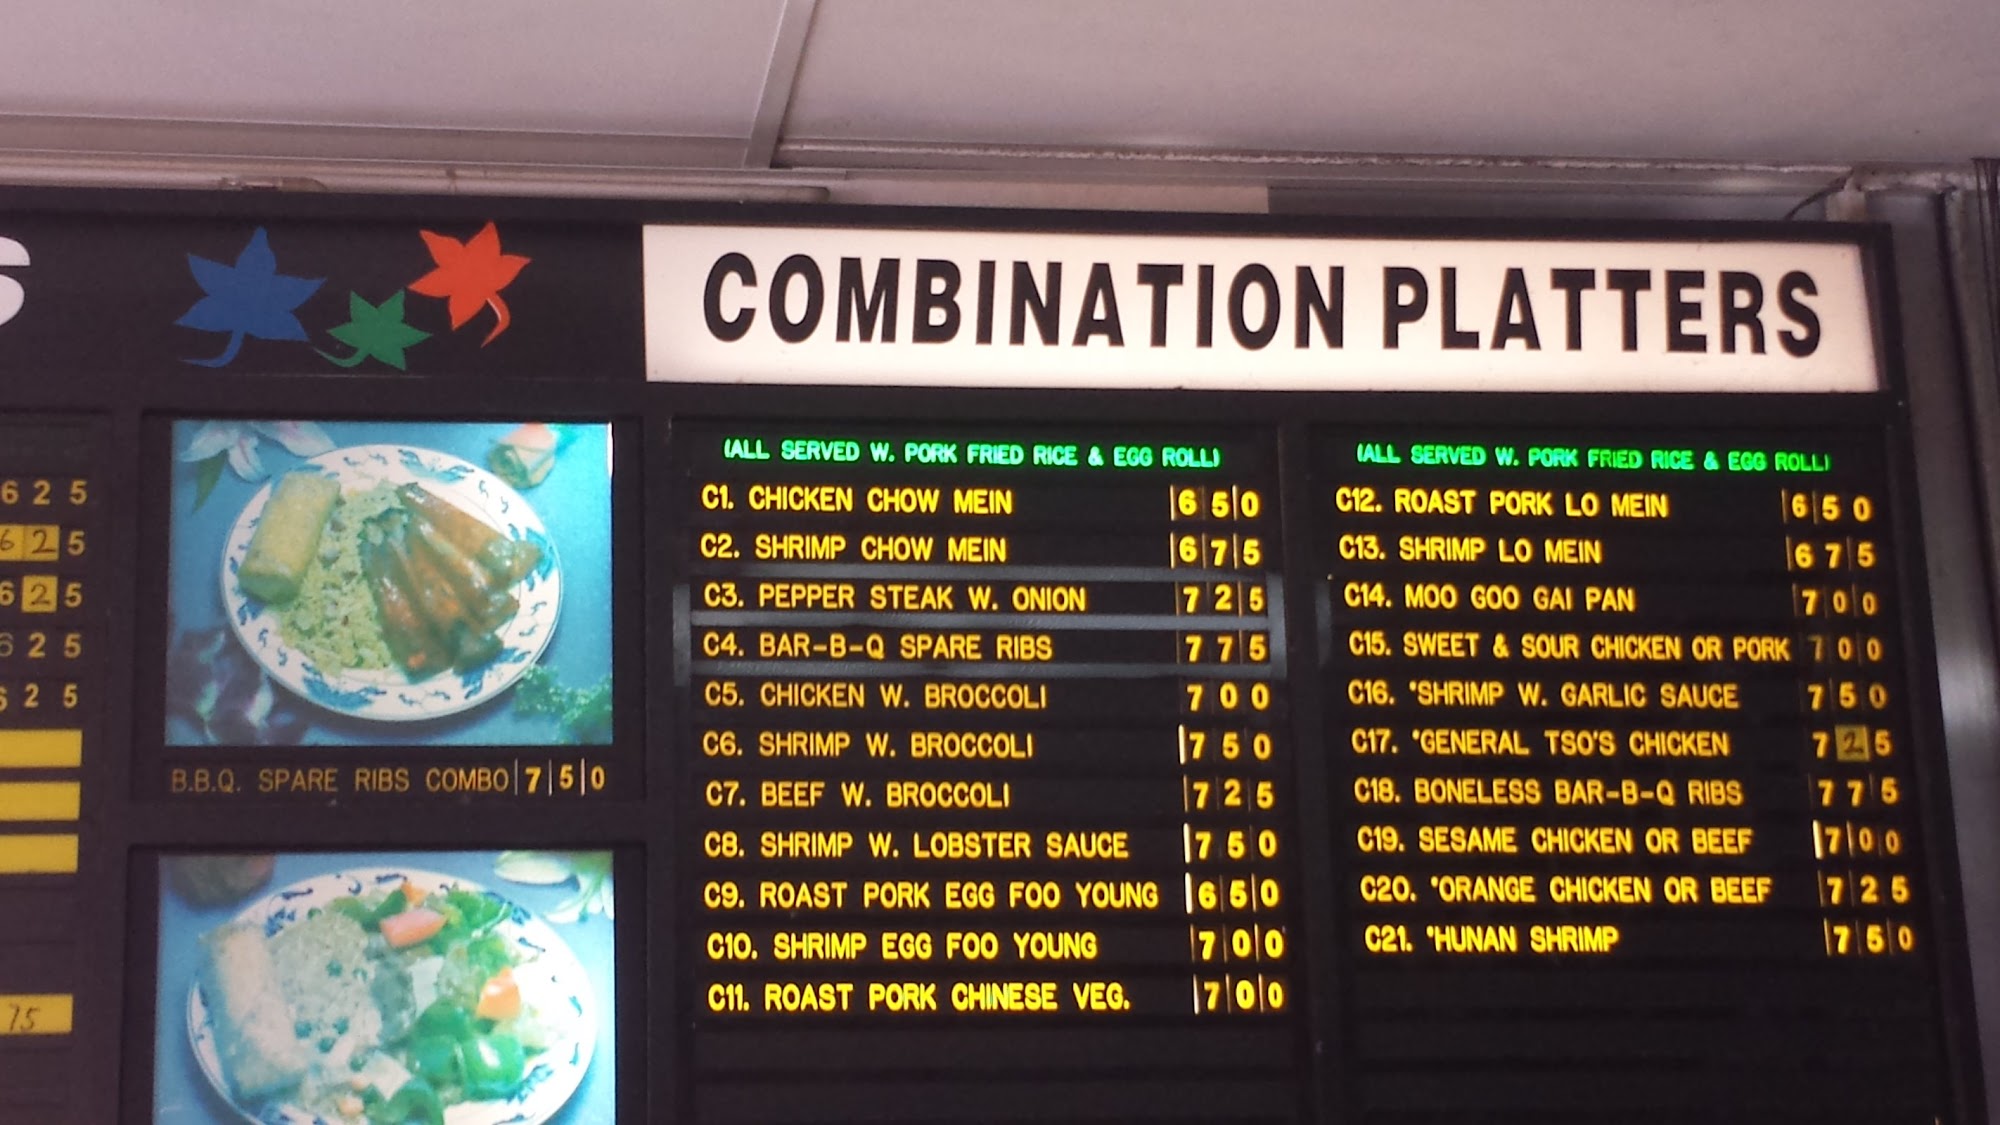 S
COMBINATION PLATTERS
6 2 5
6 2 5
6 2 5
6 2 5
6 2 5
75
B.B.Q. SPARE RIBS COMBO 7 5 0
(ALL SERVED W. PORK FRIED RICE & EGG ROLL)
C1. CHICKEN CHOW MEIN 6 5 0
C2. SHRIMP CHOW MEIN 6 7 5
C3. PEPPER STEAK W. ONION 7 2 5
C4. BAR-B-Q SPARE RIBS 7 7 5
C5. CHICKEN W. BROCCOLI 7 0 0
C6. SHRIMP W. BROCCOLI 7 5 0
C7. BEEF W. BROCCOLI 7 2 5
C8. SHRIMP W. LOBSTER SAUCE 7 5 0
C9. ROAST PORK EGG FOO YOUNG 6 5 0
C10. SHRIMP EGG FOO YOUNG 7 0 0
C11. ROAST PORK CHINESE VEG. 7 0 0
(ALL SERVED W. PORK FRIED RICE & EGG ROLL)
C12. ROAST PORK LO MEIN 6 5 0
C13. SHRIMP LO MEIN 6 7 5
C14. MOO GOO GAI PAN 7 0 0
C15. SWEET & SOUR CHICKEN OR PORK 7 0 0
C16. *SHRIMP W. GARLIC SAUCE 7 5 0
C17. *GENERAL TSO'S CHICKEN 7 2 5
C18. BONELESS BAR-B-Q RIBS 7 7 5
C19. SESAME CHICKEN OR BEEF 7 0 0
C20. *ORANGE CHICKEN OR BEEF 7 2 5
C21. *HUNAN SHRIMP 7 5 0